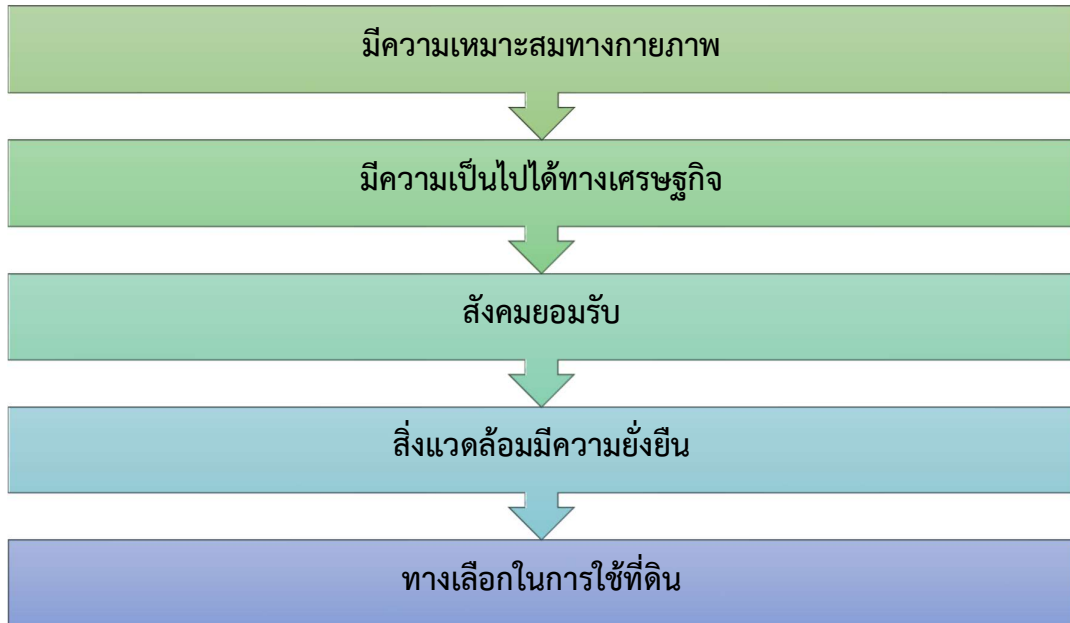 มีความเหมาะสมทางกายภาพ
มีความเป็นไปได้ทางเศรษฐกิจ
สังคมยอมรับ
สิ่งแวดล้อมมีความยั่งยืน
ทางเลือกในการใช้ที่ดิน